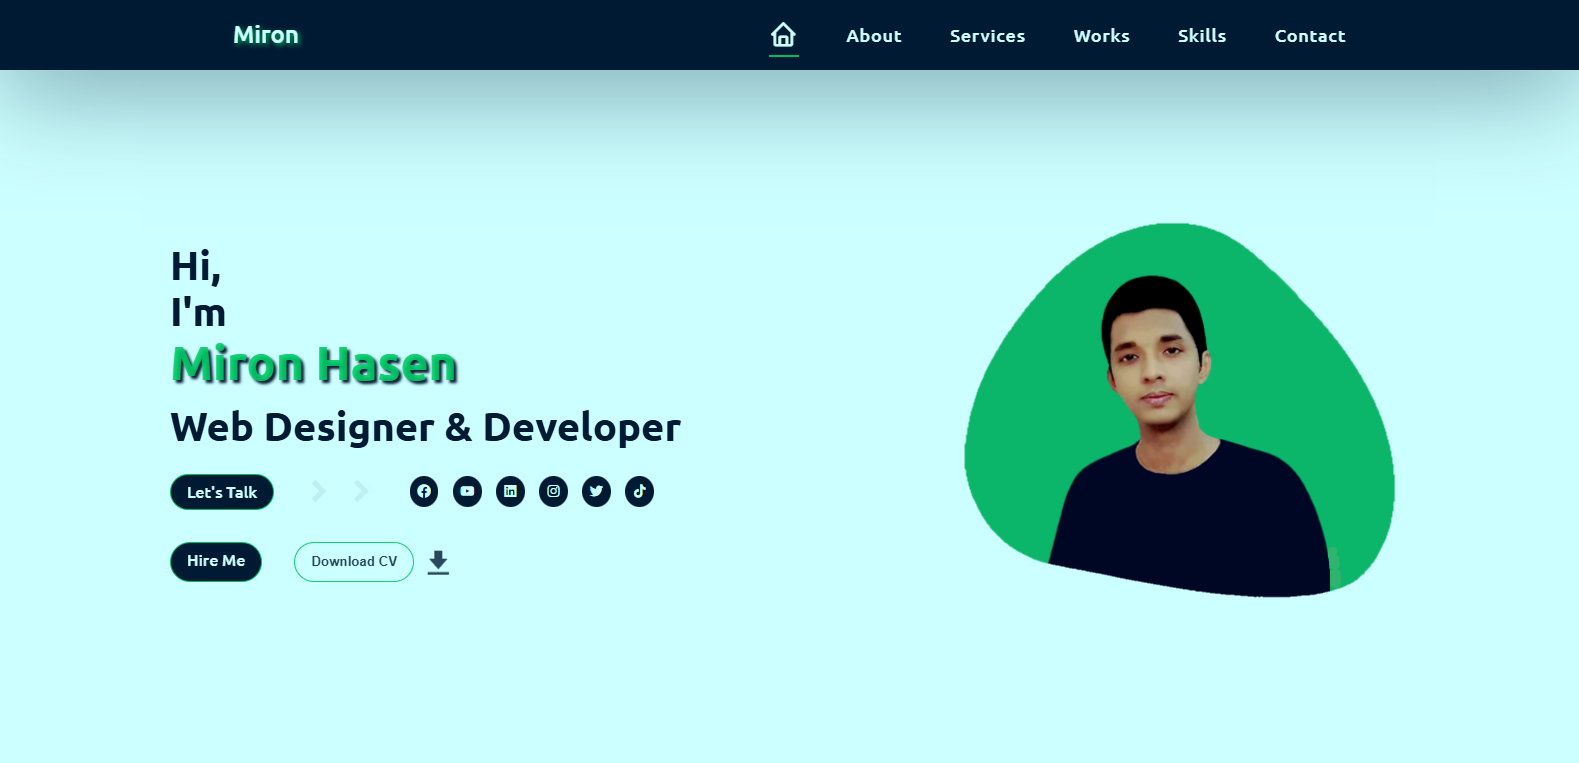 Miron
About Services Works Skills Contact
Hi,
I'm
Miron Hasen
Web Designer & Developer
Let's Talk
Hire Me
Download CV